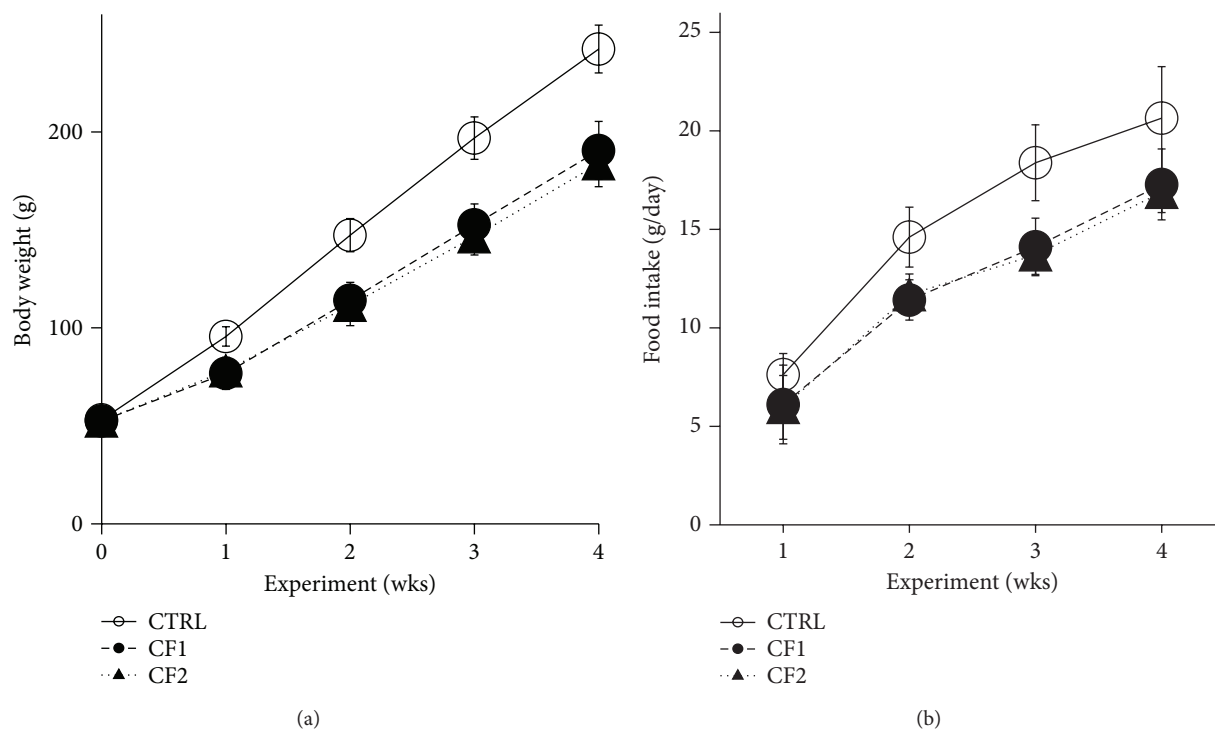 Body weight (g)
200
100
0
0 1 2 3 4
Experiment (wks)
CTRL
CF1
CF2
(a)
Food intake (g/day)
25
20
15
10
5
0
1 2 3 4
Experiment (wks)
CTRL
CF1
CF2
(b)